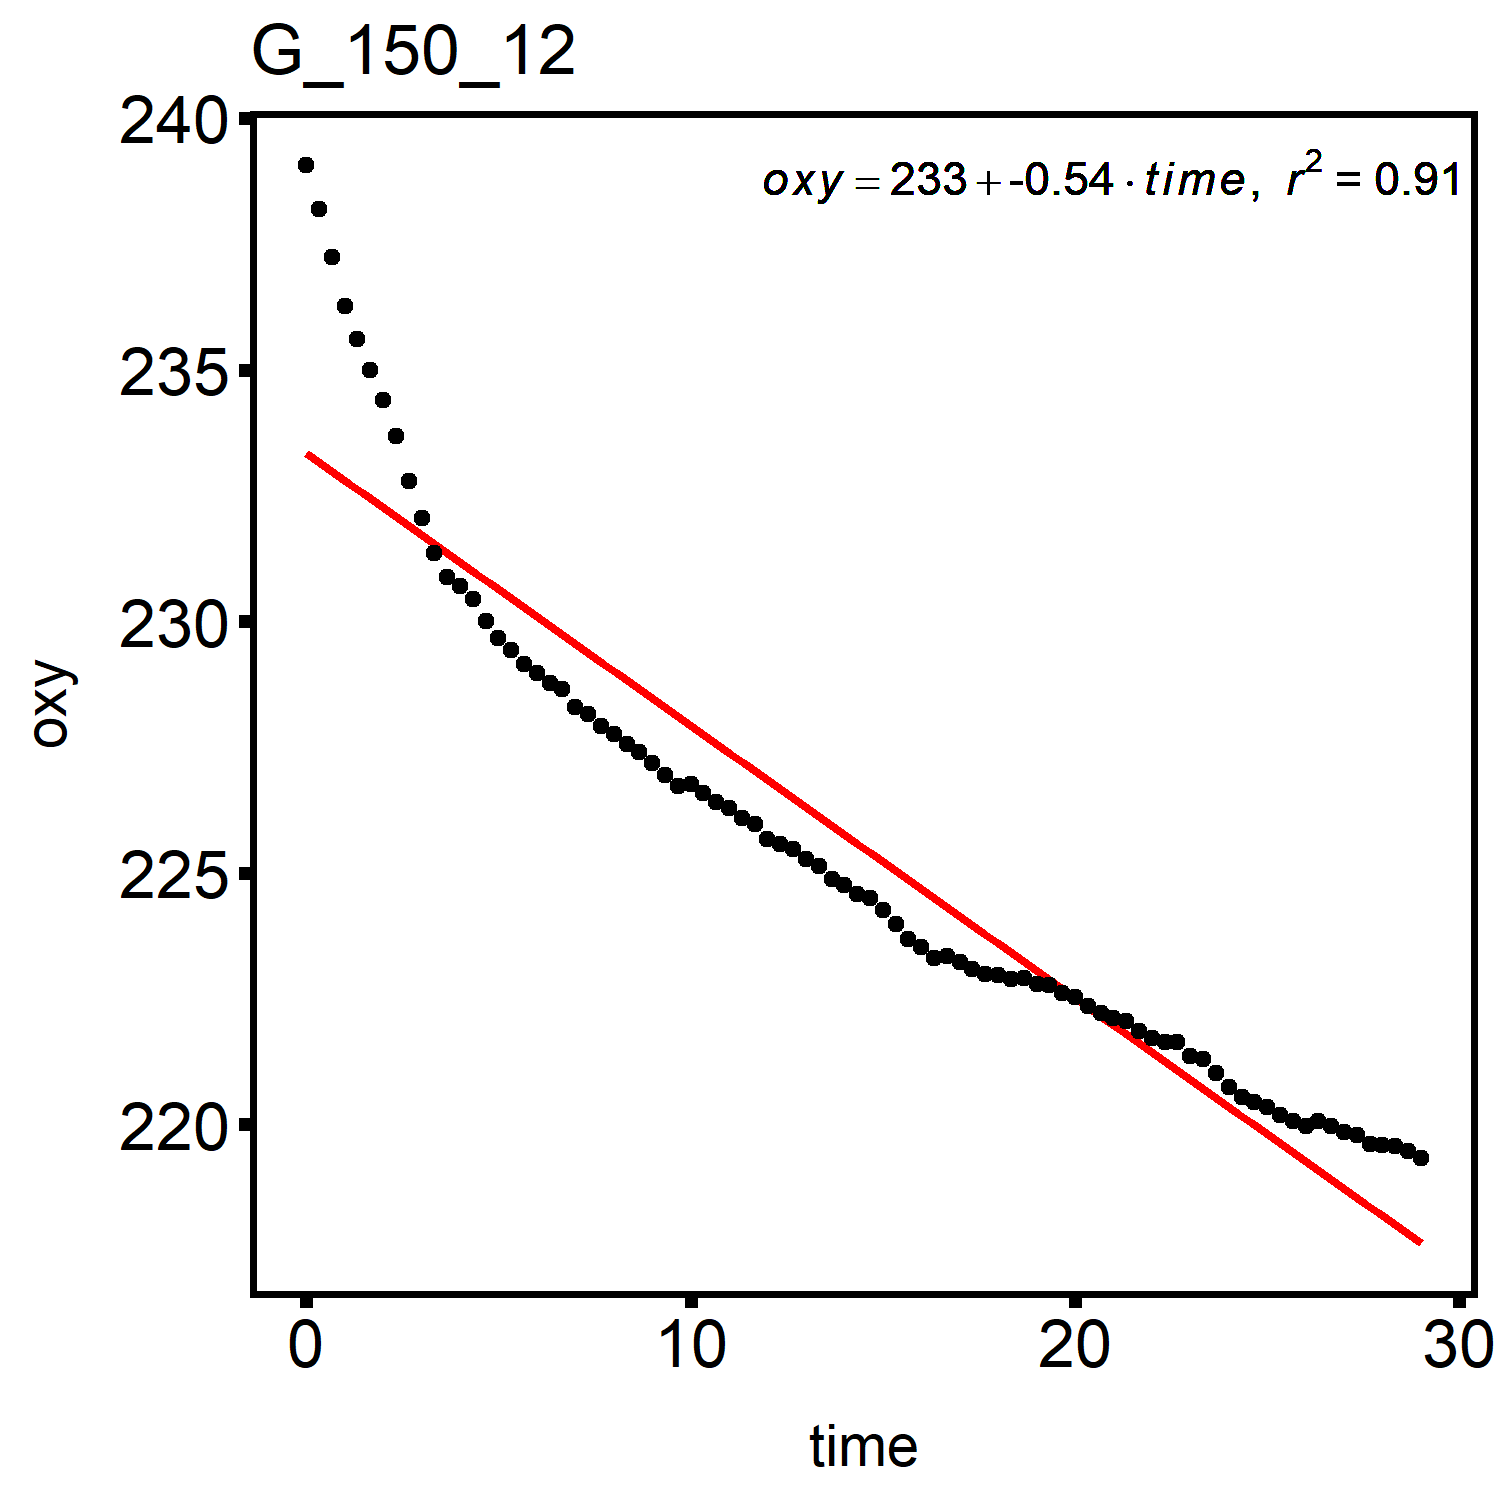 G_150_12
oxy = 233 + -0.54 · time, r² = 0.91
240
235
230
225
220
oxy
0 10 20 30
time